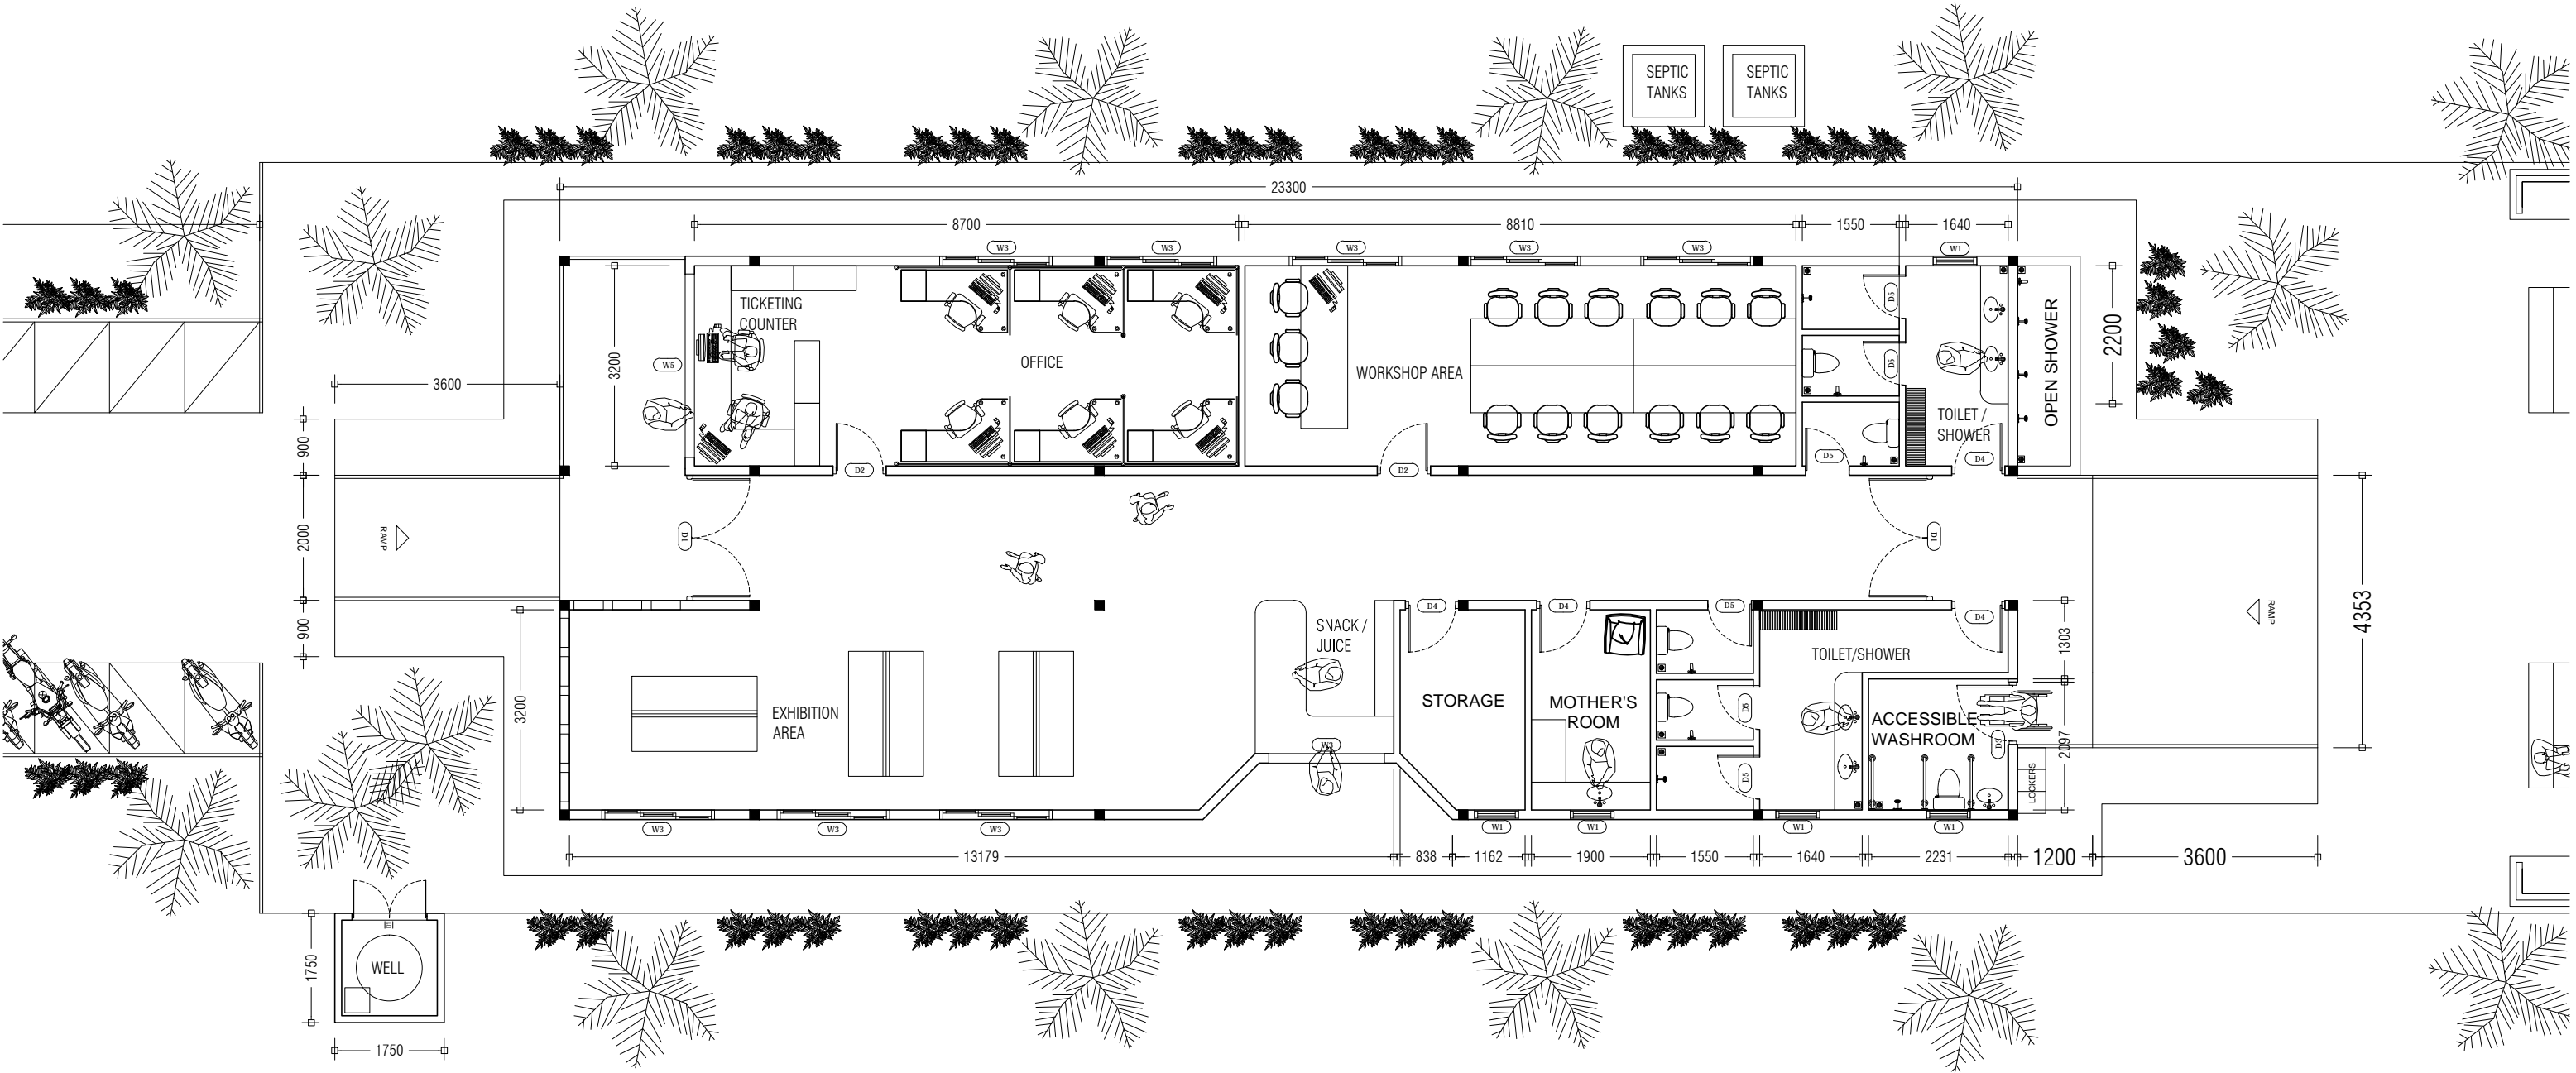 SEPTIC
TANKS
SEPTIC
TANKS
23300
8700
8810
1550
1640
W3
W3
W3
W3
W3
W1
TICKETING
COUNTER
OFFICE
WORKSHOP AREA
D5
D5
D5
TOILET /
SHOWER
OPEN SHOWER
2200
3200
W5
3600
900
D2
D2
D4
2000
RAMP
D1
D1
RAMP
4353
900
D4
D4
D5
D4
SNACK /
JUICE
TOILET/SHOWER
1303
3200
EXHIBITION
AREA
STORAGE
MOTHER'S
ROOM
D5
ACCESSIBLE
WASHROOM
W3
D3
2097
D5
LOCKERS
W3
W3
W3
W1
W1
W1
W1
13179
838
1162
1900
1550
1640
2231
1200
3600
1750
WELL
1750